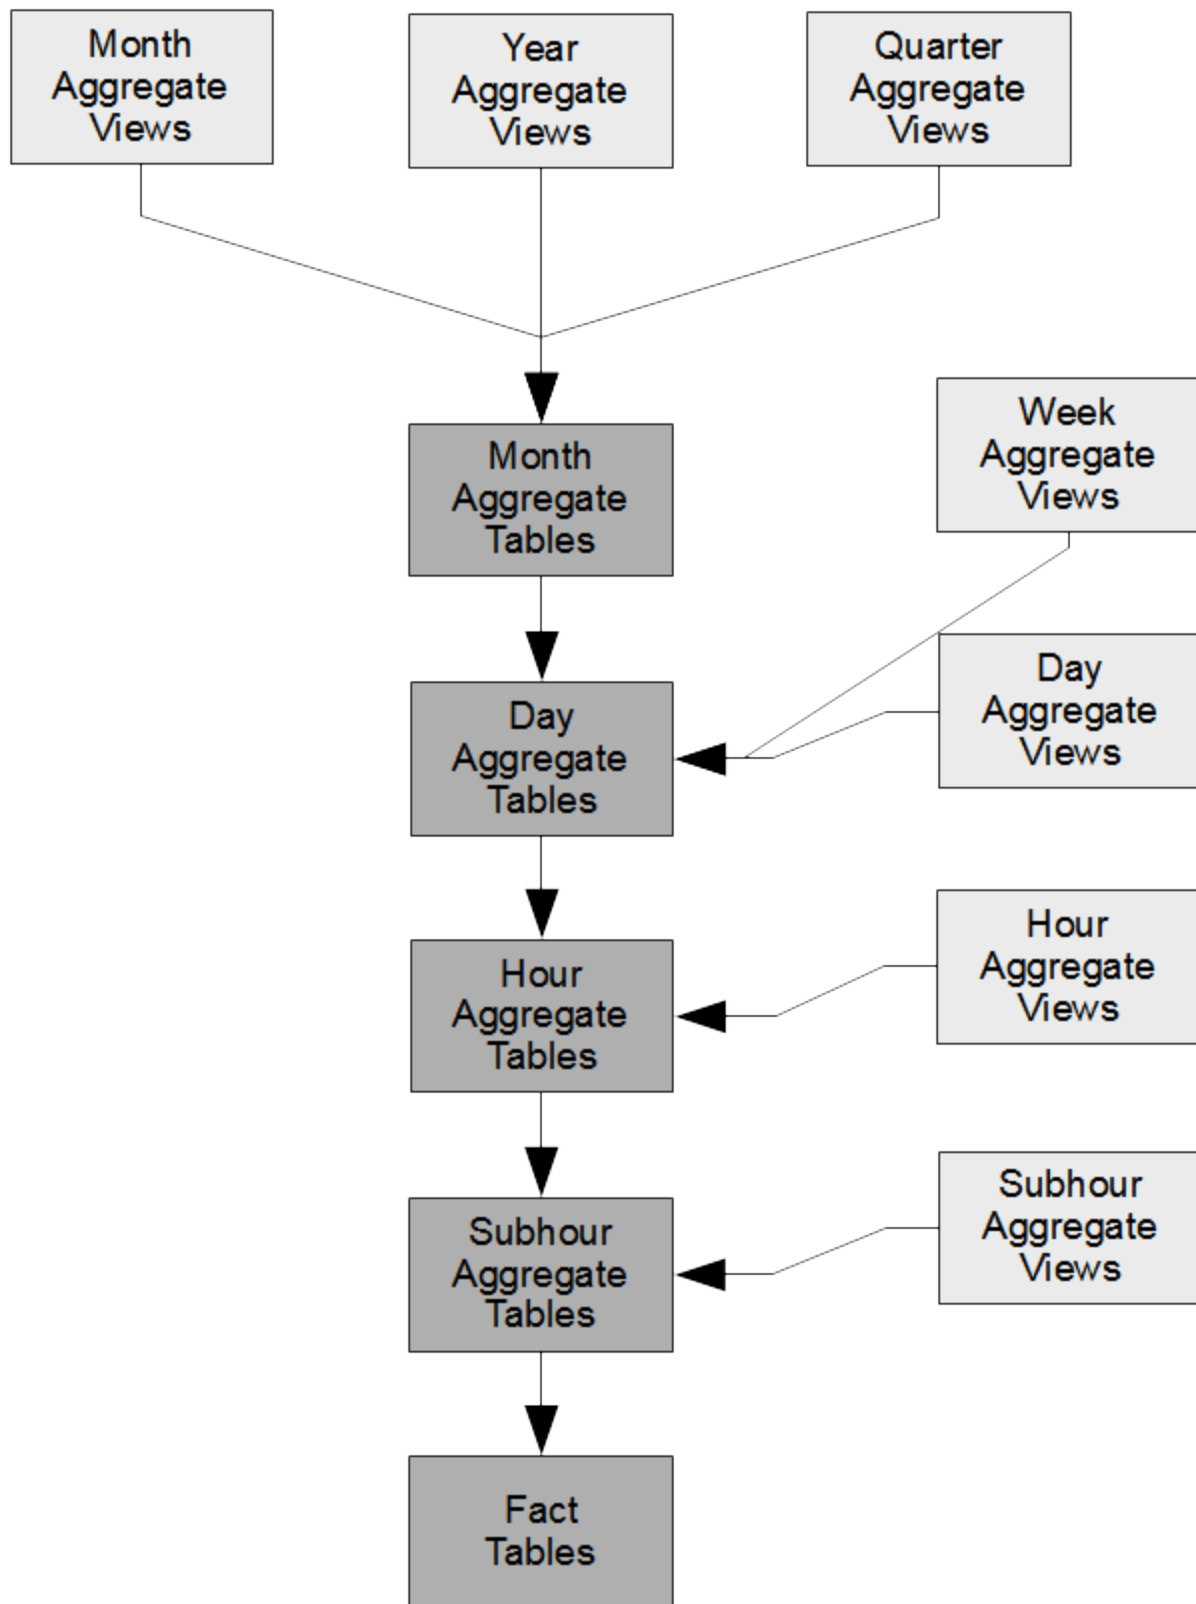 Month
Aggregate
Views
Year
Aggregate
Views
Quarter
Aggregate
Views
Month
Aggregate
Tables
Week
Aggregate
Views
Day
Aggregate
Tables
Day
Aggregate
Views
Hour
Aggregate
Tables
Hour
Aggregate
Views
Subhour
Aggregate
Tables
Subhour
Aggregate
Views
Fact
Tables